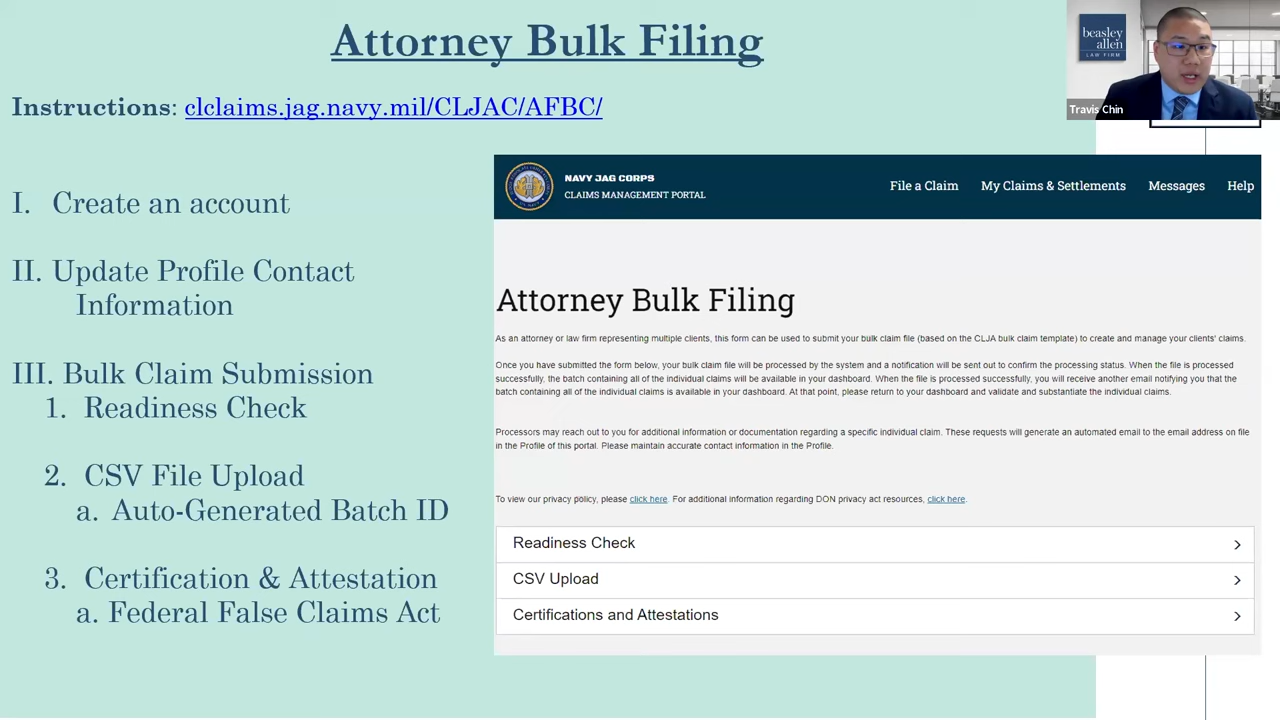 Attorney Bulk Filing
beasley
allen
LAW FIRM
Travis Chin
Instructions: clclaims.jag.navy.mil/CLJAC/AFBC/
I. Create an account
II. Update Profile Contact
Information
III. Bulk Claim Submission
1. Readiness Check
2. CSV File Upload
a. Auto-Generated Batch ID
3. Certification & Attestation
a. Federal False Claims Act
NAVY JAG CORPS
CLAIMS MANAGEMENT PORTAL
File a Claim My Claims & Settlements Messages Help
Attorney Bulk Filing
As an attorney or law firm representing multiple clients, this form can be used to submit your bulk claim file (based on the CLJA bulk claim template) to create and manage your clients' claims.
Once you have submitted the form below, your bulk claim file will be processed by the system and a notification will be sent out to confirm the processing status. When the file is processed
successfully, the batch containing all of the individual claims will be available in your dashboard. When the file is processed successfully, you will receive another email notifying you that the
batch containing all of the individual claims is available in your dashboard. At that point, please return to your dashboard and validate and substantiate the individual claims.
Processors may reach out to you for additional information or documentation regarding a specific individual claim. These requests will generate an automated email to the email address on file
in the Profile of this portal. Please maintain accurate contact information in the Profile.
To view our privacy policy, please click here. For additional information regarding DON privacy act resources, click here.
Readiness Check
CSV Upload
Certifications and Attestations